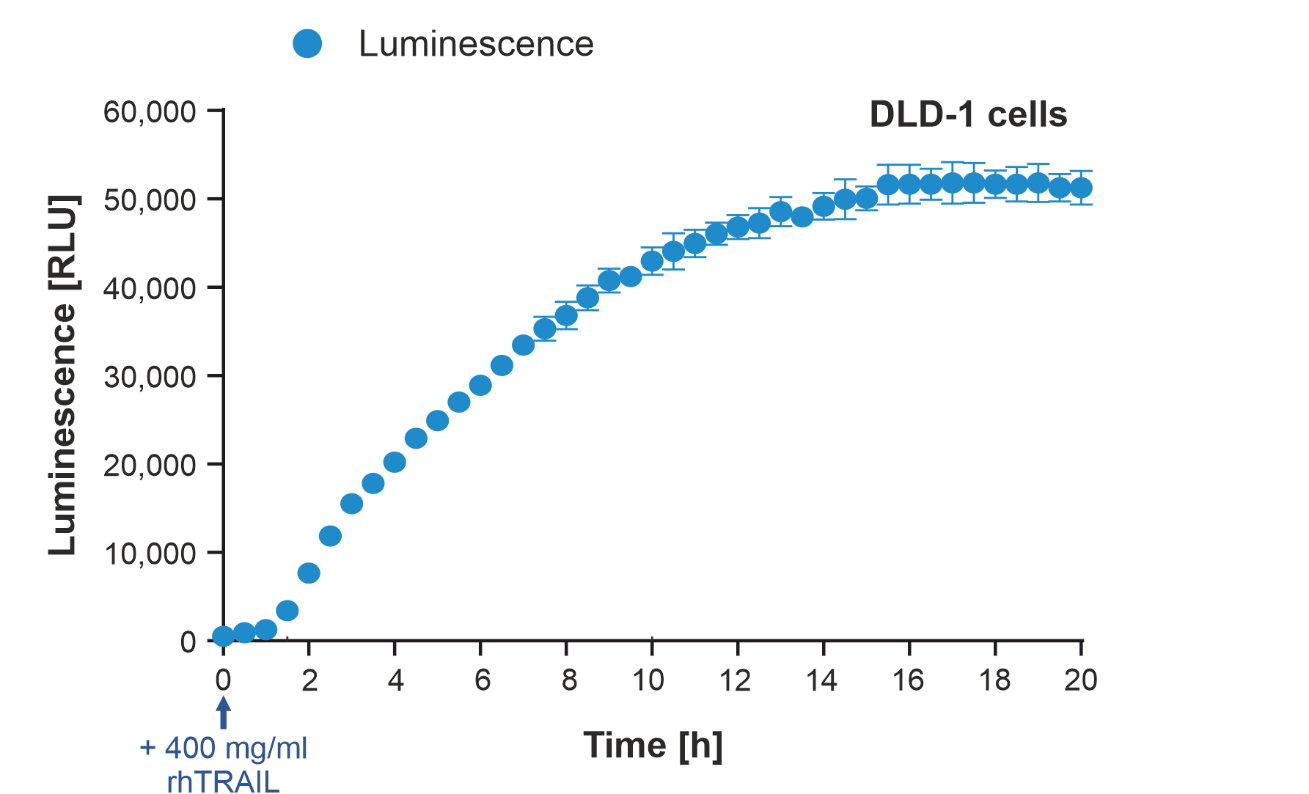 Luminescence
DLD-1 cells
Luminescence [RLU]
60,000
50,000
40,000
30,000
20,000
10,000
0
0 2 4 6 8 10 12 14 16 18 20
+ 400 mg/ml
rhTRAIL
Time [h]